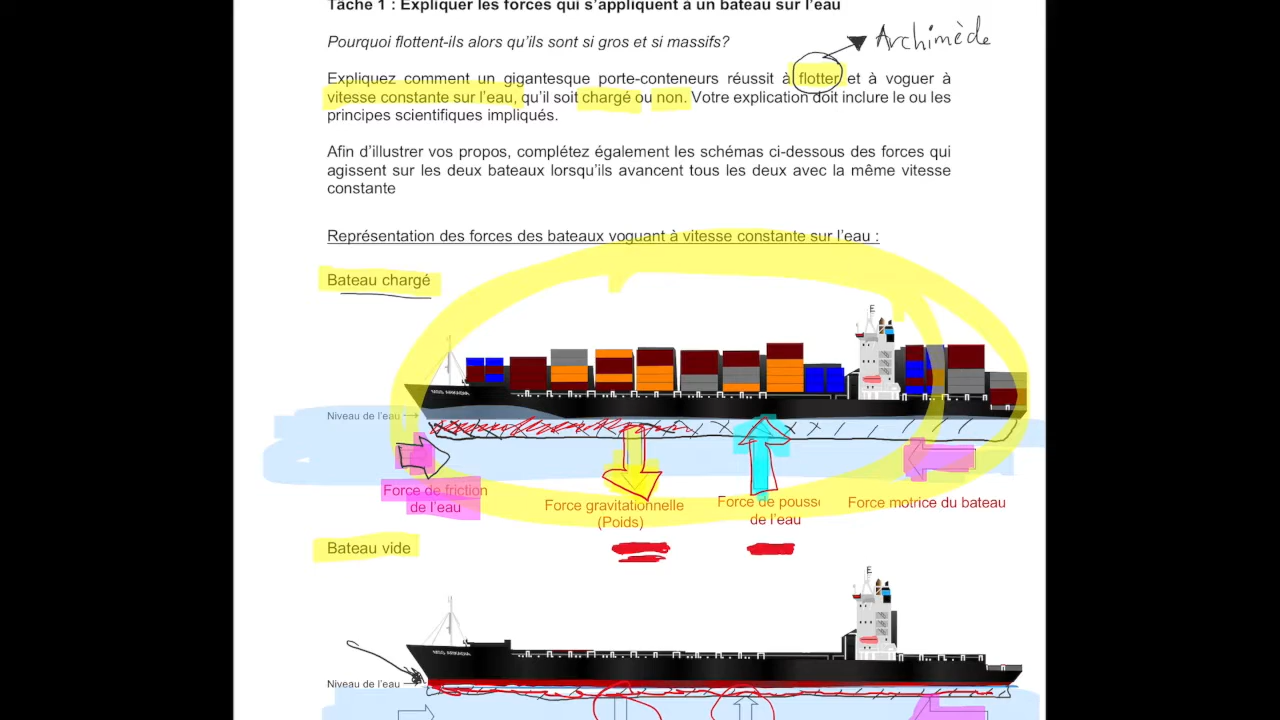 Tâche 1 : Expliquer les forces qui s'appliquent à un bateau sur l'eau
Archimède
Pourquoi flottent-ils alors qu'ils sont si gros et si massifs?
Expliquez comment un gigantesque porte-conteneurs réussit à flotter et à voguer à
vitesse constante sur l'eau, qu'il soit chargé ou non. Votre explication doit inclure le ou les
principes scientifiques impliqués.
Afin d'illustrer vos propos, complétez également les schémas ci-dessous des forces qui
agissent sur les deux bateaux lorsqu'ils avancent tous les deux avec la même vitesse
constante
Représentation des forces des bateaux voguant à vitesse constante sur l'eau :
Bateau chargé
Niveau de l'eau
Force de friction
de l'eau
Force gravitationnelle
(Poids)
Force de pouss
de l'eau
Force motrice du bateau
Bateau vide
Niveau de l'eau